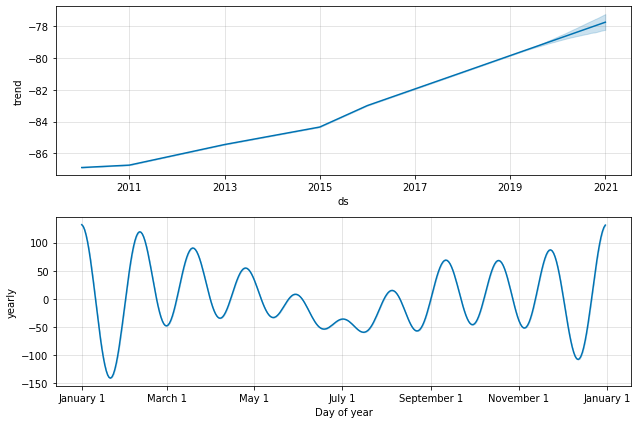 −78
−80
−82
−84
−86
trend
2011 2013 2015 2017 2019 2021
ds
100
50
0
−50
−100
−150
yearly
January 1 March 1 May 1 July 1 September 1 November 1 January 1
Day of year